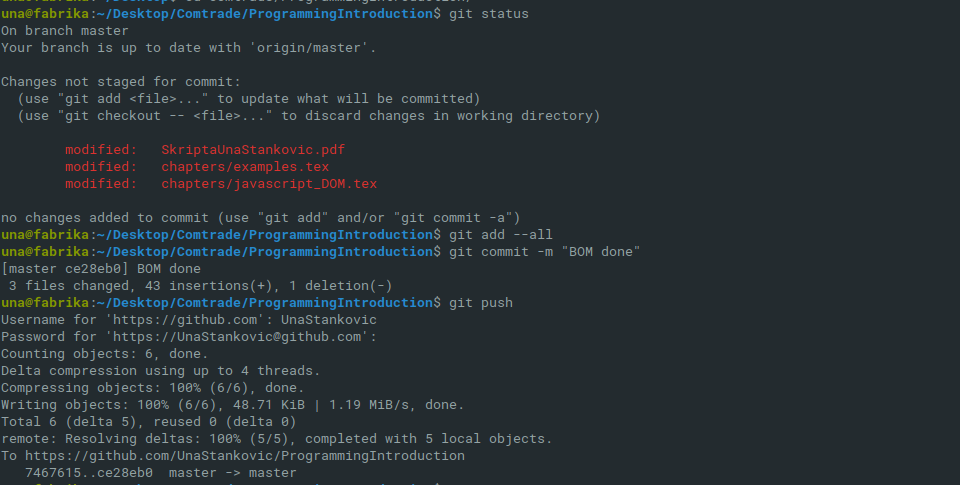 una@fabrika:~/Desktop/Comtrade/ProgrammingIntroduction$ git status
On branch master
Your branch is up to date with 'origin/master'.
Changes not staged for commit:
  (use "git add <file>..." to update what will be committed)
  (use "git checkout -- <file>..." to discard changes in working directory)
        modified:   SkriptaUnaStankovic.pdf
        modified:   chapters/examples.tex
        modified:   chapters/javascript_DOM.tex
no changes added to commit (use "git add" and/or "git commit -a")
una@fabrika:~/Desktop/Comtrade/ProgrammingIntroduction$ git add --all
una@fabrika:~/Desktop/Comtrade/ProgrammingIntroduction$ git commit -m "BOM done"
[master ce28eb0] BOM done
 3 files changed, 43 insertions(+), 1 deletion(-)
una@fabrika:~/Desktop/Comtrade/ProgrammingIntroduction$ git push
Username for 'https://github.com': UnaStankovic
Password for 'https://UnaStankovic@github.com':
Counting objects: 6, done.
Delta compression using up to 4 threads.
Compressing objects: 100% (6/6), done.
Writing objects: 100% (6/6), 48.71 KiB | 1.19 MiB/s, done.
Total 6 (delta 5), reused 0 (delta 0)
remote: Resolving deltas: 100% (5/5), completed with 5 local objects.
To https://github.com/UnaStankovic/ProgrammingIntroduction
   7467615..ce28eb0  master -> master